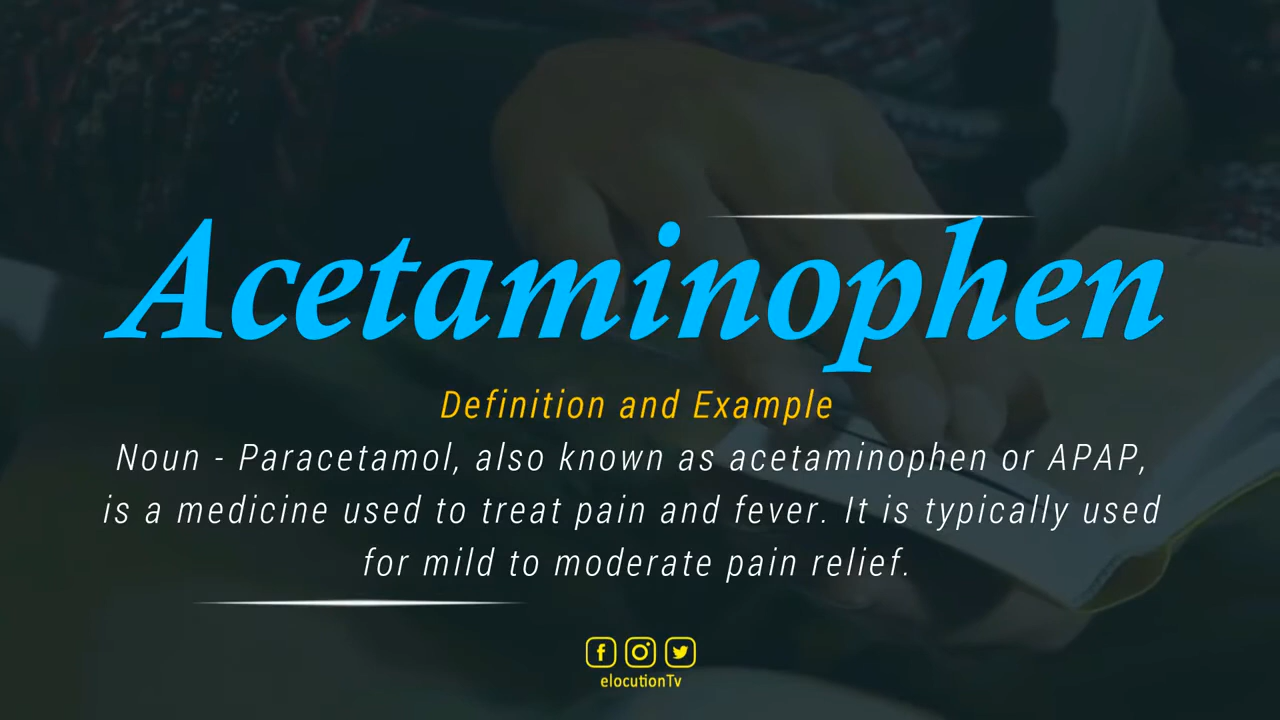 Acetaminophen
Definition and Example
Noun - Paracetamol, also known as acetaminophen or APAP,
is a medicine used to treat pain and fever. It is typically used
for mild to moderate pain relief.
elocutionTv